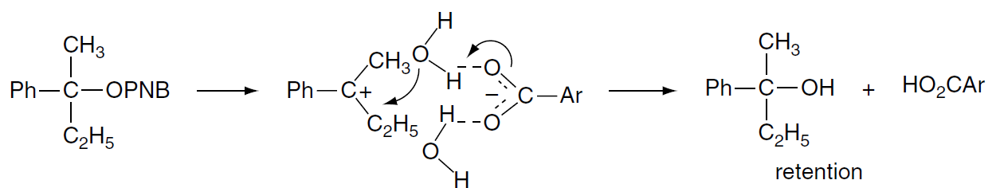 CH3
Ph—C—OPNB
C2H5
H
CH3 O
H O
Ph—C+ − C—Ar
C2H5 H O
O
H
CH3
Ph—C—OH + HO2CAr
C2H5
retention